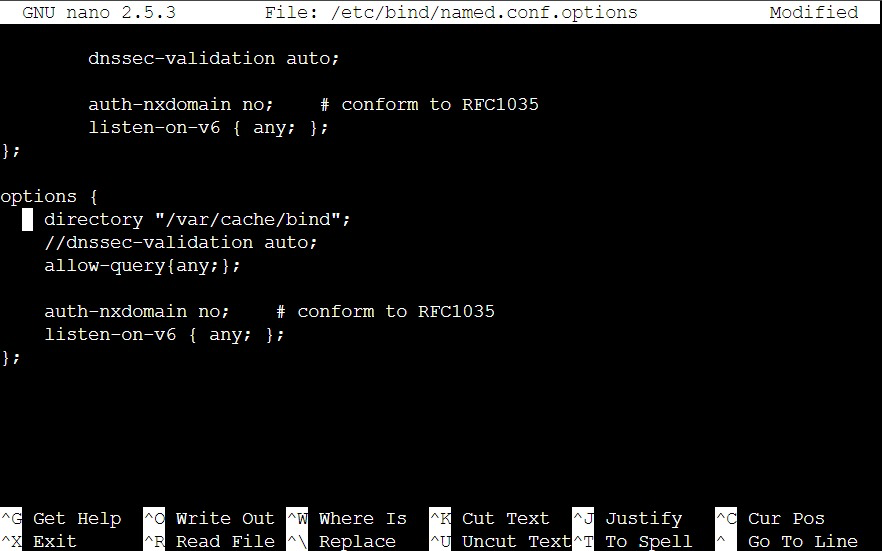 GNU nano 2.5.3 File: /etc/bind/named.conf.options Modified
dnssec-validation auto;
auth-nxdomain no; # conform to RFC1035
listen-on-v6 { any; };
};
options {
directory "/var/cache/bind";
//dnssec-validation auto;
allow-query{any;};
auth-nxdomain no; # conform to RFC1035
listen-on-v6 { any; };
};
^G Get Help ^O Write Out ^W Where Is ^K Cut Text ^J Justify ^C Cur Pos
^X Exit ^R Read File ^\ Replace ^U Uncut Text ^T To Spell ^_ Go To Line